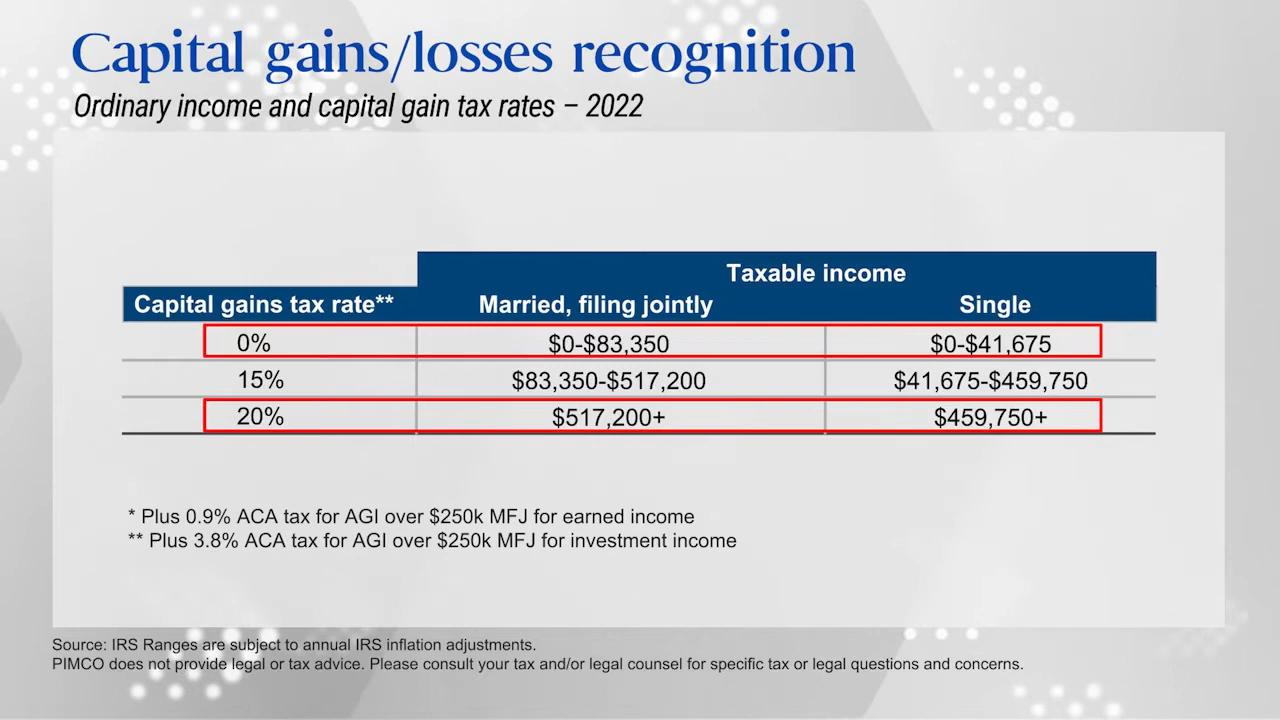 Capital gains/losses recognition
Ordinary income and capital gain tax rates – 2022
Taxable income
Capital gains tax rate** Married, filing jointly Single
0% $0-$83,350 $0-$41,675
15% $83,350-$517,200 $41,675-$459,750
20% $517,200+ $459,750+
* Plus 0.9% ACA tax for AGI over $250k MFJ for earned income
** Plus 3.8% ACA tax for AGI over $250k MFJ for investment income
Source: IRS Ranges are subject to annual IRS inflation adjustments.
PIMCO does not provide legal or tax advice. Please consult your tax and/or legal counsel for specific tax or legal questions and concerns.